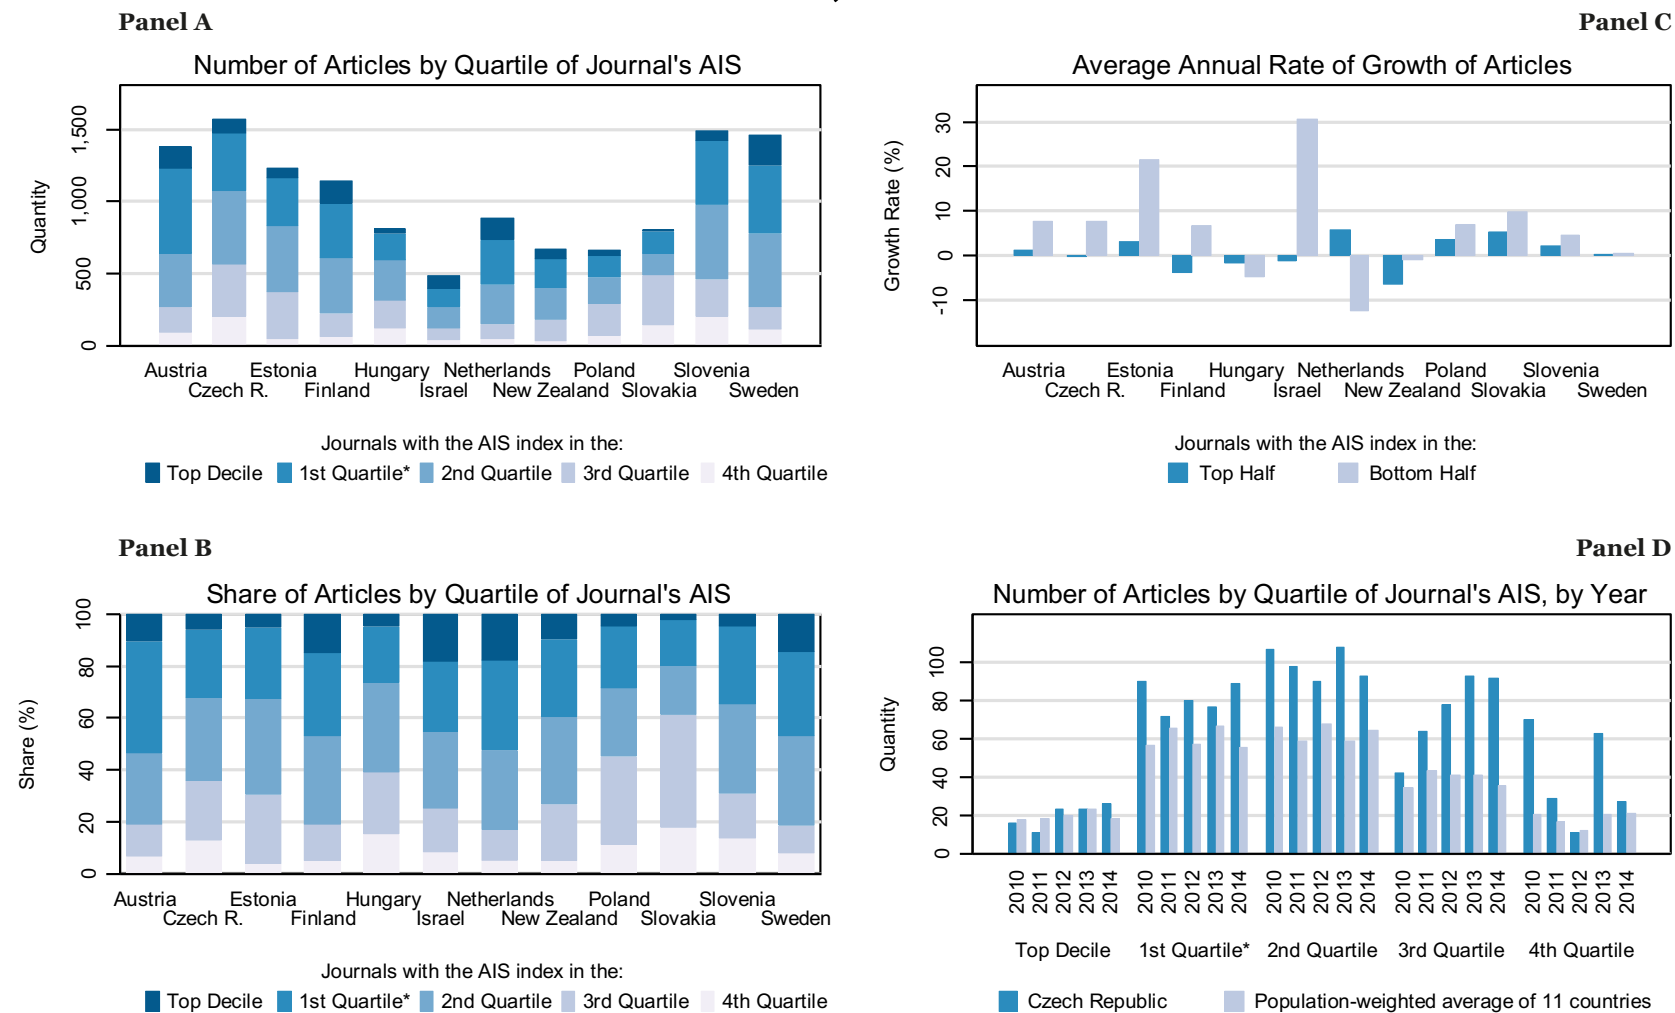 Panel A
Number of Articles by Quartile of Journal's AIS
Quantity
1,500
1,000
500
0
Austria Estonia Hungary Netherlands Poland Slovenia
Czech R. Finland Israel New Zealand Slovakia Sweden
Journals with the AIS index in the:
Top Decile 1st Quartile* 2nd Quartile 3rd Quartile 4th Quartile
Panel C
Average Annual Rate of Growth of Articles
Growth Rate (%)
30
20
10
0
-10
Austria Estonia Hungary Netherlands Poland Slovenia
Czech R. Finland Israel New Zealand Slovakia Sweden
Journals with the AIS index in the:
Top Half Bottom Half
Panel B
Share of Articles by Quartile of Journal's AIS
Share (%)
100
80
60
40
20
0
Austria Estonia Hungary Netherlands Poland Slovenia
Czech R. Finland Israel New Zealand Slovakia Sweden
Journals with the AIS index in the:
Top Decile 1st Quartile* 2nd Quartile 3rd Quartile 4th Quartile
Panel D
Number of Articles by Quartile of Journal's AIS, by Year
Quantity
100
80
60
40
20
0
2010 2011 2012 2013 2014 2010 2011 2012 2013 2014 2010 2011 2012 2013 2014 2010 2011 2012 2013 2014 2010 2011 2012 2013 2014
Top Decile 1st Quartile* 2nd Quartile 3rd Quartile 4th Quartile
Czech Republic Population-weighted average of 11 countries